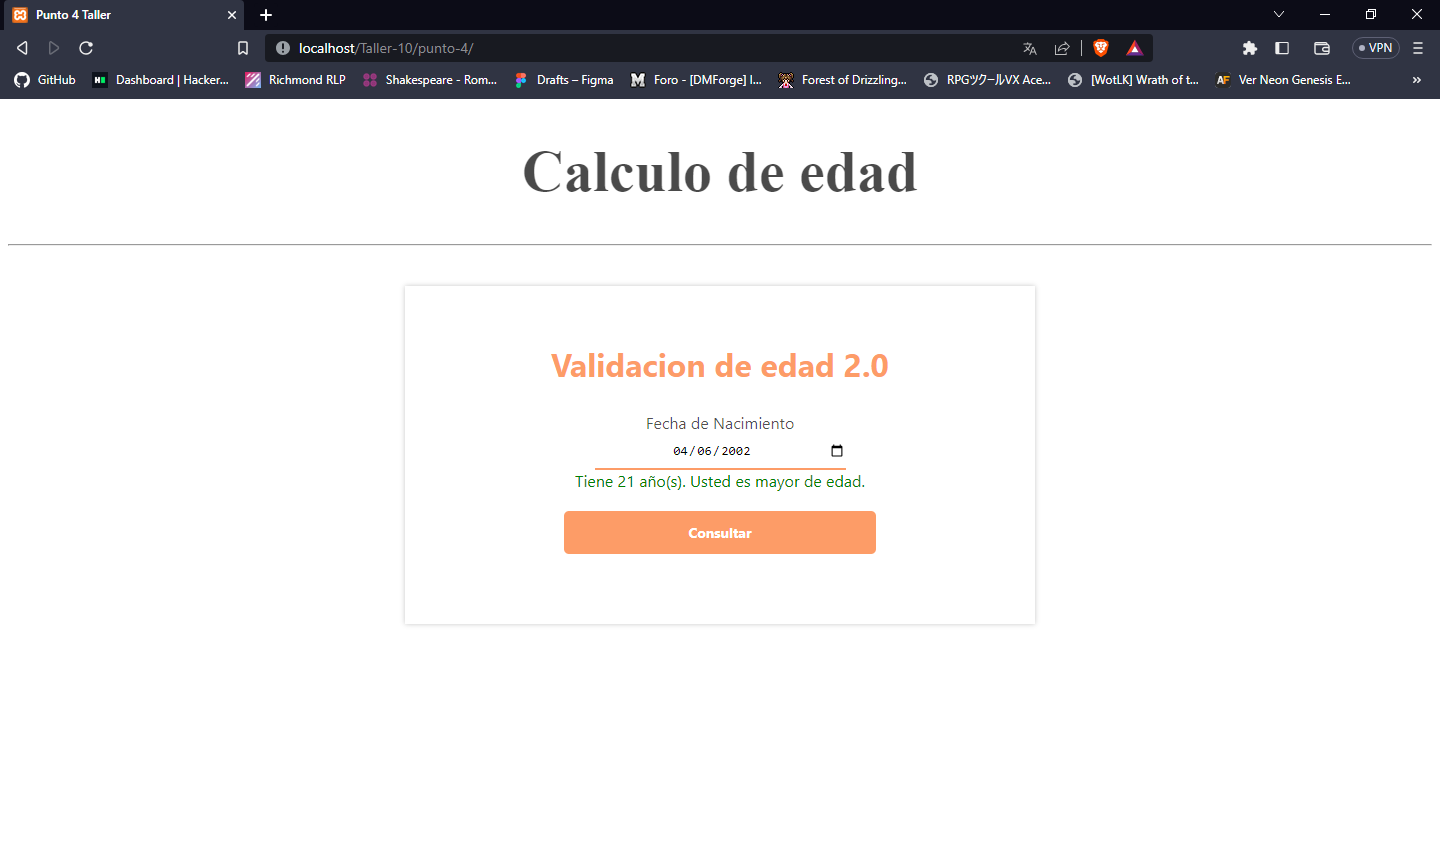 Punto 4 Taller
localhost/Taller-10/punto-4/
VPN
GitHub
Dashboard | Hacker...
Richmond RLP
Shakespeare - Rom...
Drafts – Figma
Foro - [DMForge] I...
Forest of Drizzling...
RPGツクールVX Ace...
[WotLK] Wrath of t...
Ver Neon Genesis E...
Calculo de edad
Validacion de edad 2.0
Fecha de Nacimiento
04/06/2002
Tiene 21 año(s). Usted es mayor de edad.
Consultar